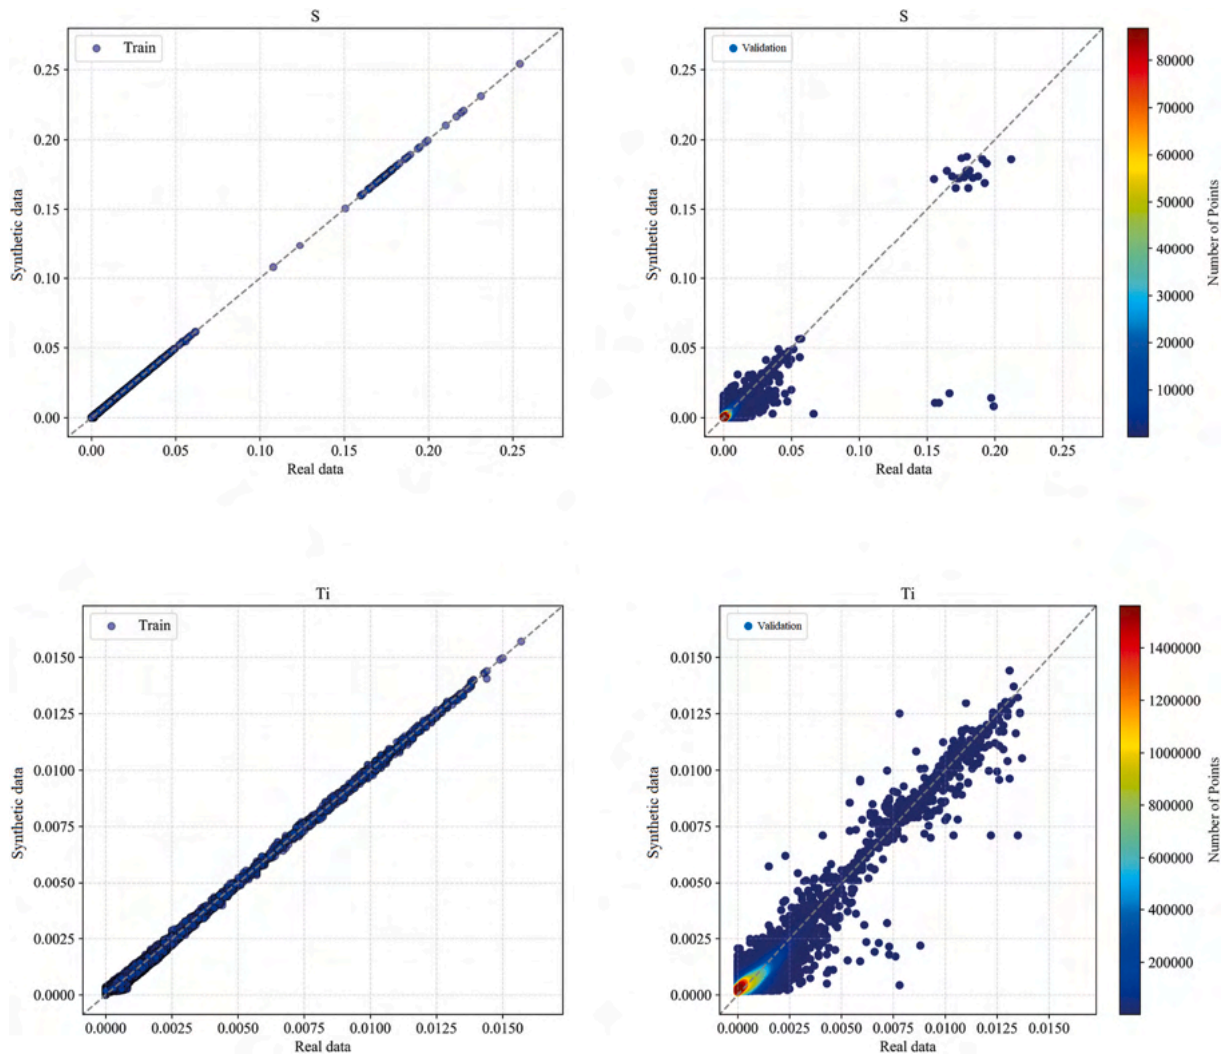 S
Train
0.25
0.20
0.15
0.10
0.05
0.00
Synthetic data
0.00 0.05 0.10 0.15 0.20 0.25
Real data
S
Validation
0.25
0.20
0.15
0.10
0.05
0.00
Synthetic data
0.00 0.05 0.10 0.15 0.20 0.25
Real data
80000
70000
60000
50000
40000
30000
20000
10000
Number of Points
Ti
Train
0.0150
0.0125
0.0100
0.0075
0.0050
0.0025
0.0000
Synthetic data
0.0000 0.0025 0.0050 0.0075 0.0100 0.0125 0.0150
Real data
Ti
Validation
0.0150
0.0125
0.0100
0.0075
0.0050
0.0025
0.0000
Synthetic data
0.0000 0.0025 0.0050 0.0075 0.0100 0.0125 0.0150
Real data
1400000
1200000
1000000
800000
600000
400000
200000
Number of Points